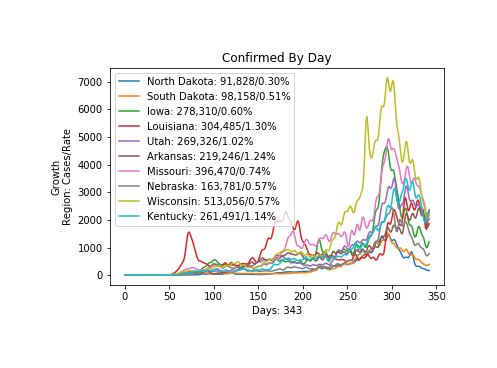 Confirmed By Day
Growth
Region: Cases/Rate
7000
6000
5000
4000
3000
2000
1000
0
North Dakota: 91,828/0.30%
South Dakota: 98,158/0.51%
Iowa: 278,310/0.60%
Louisiana: 304,485/1.30%
Utah: 269,326/1.02%
Arkansas: 219,246/1.24%
Missouri: 396,470/0.74%
Nebraska: 163,781/0.57%
Wisconsin: 513,056/0.57%
Kentucky: 261,491/1.14%
0 50 100 150 200 250 300 350
Days: 343